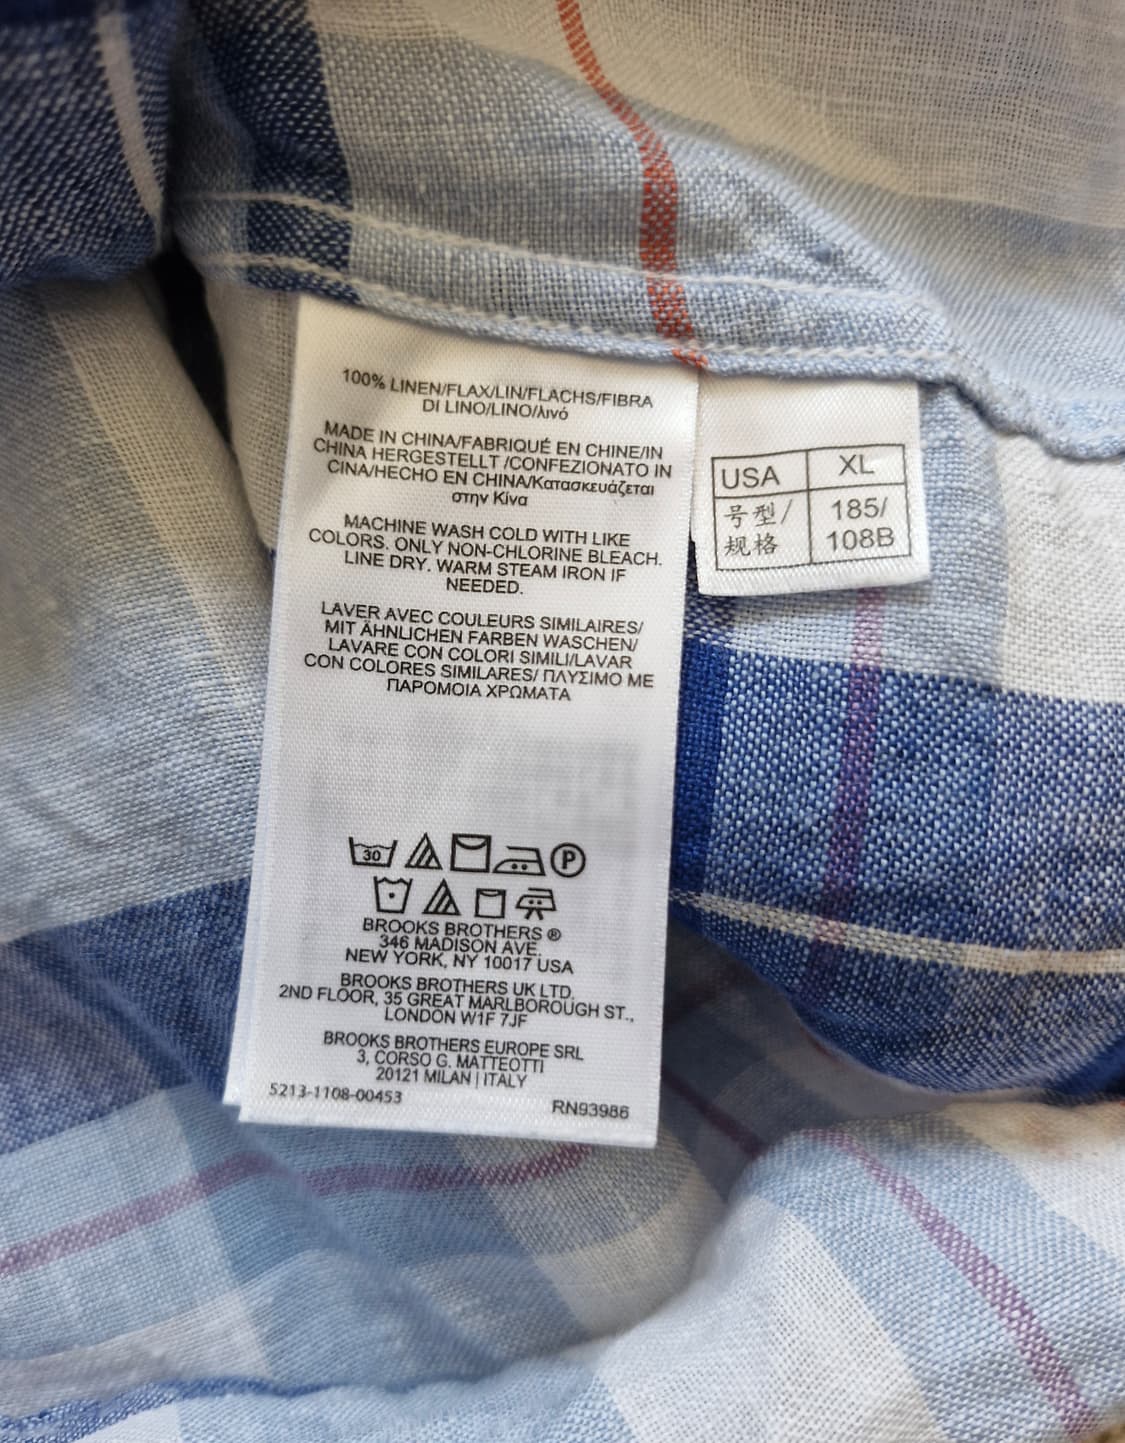 100% LINEN/FLAX/LIN/FLACHS/FIBRA
DI LINO/LINO/λινό
MADE IN CHINA/FABRIQUÉ EN CHINE/IN
CHINA HERGESTELLT /CONFEZIONATO IN
CINA/HECHO EN CHINA/Κατασκευάζεται
στην Κίνα
MACHINE WASH COLD WITH LIKE
COLORS. ONLY NON-CHLORINE BLEACH.
LINE DRY. WARM STEAM IRON IF
NEEDED.
LAVER AVEC COULEURS SIMILAIRES/
MIT ÄHNLICHEN FARBEN WASCHEN/
LAVARE CON COLORI SIMILI/LAVAR
CON COLORES SIMILARES/ ΠΛΥΣΙΜΟ ΜΕ
ΠΑΡΟΜΟΙΑ ΧΡΩΜΑΤΑ
30 P
BROOKS BROTHERS ®
346 MADISON AVE.
NEW YORK, NY 10017 USA
BROOKS BROTHERS UK LTD.
2ND FLOOR, 35 GREAT MARLBOROUGH ST.,
LONDON W1F 7JF
BROOKS BROTHERS EUROPE SRL
3, CORSO G. MATTEOTTI
20121 MILAN | ITALY
5213-1108-00453
RN93986
USA XL
号型/ 185/
规格 108B